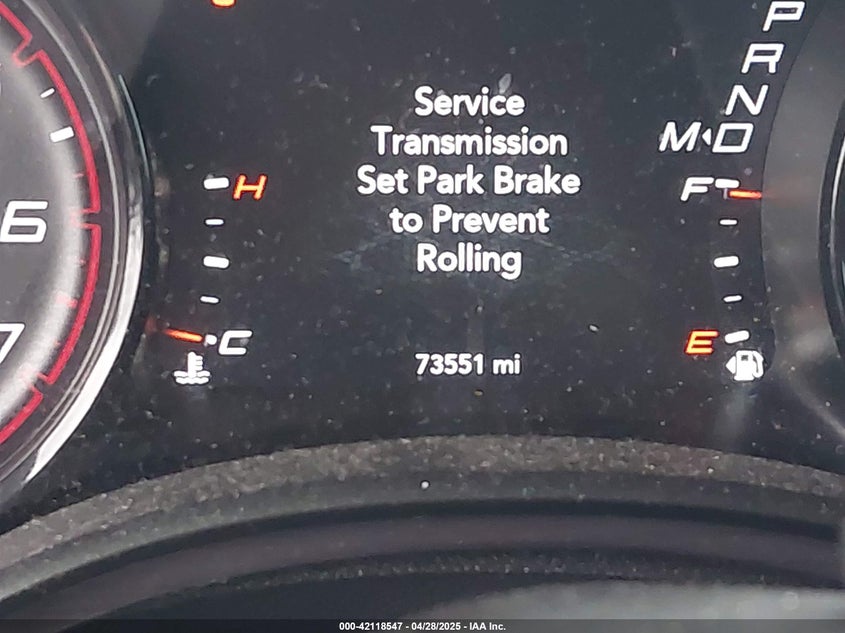 P
R
N
M D
Service
Transmission
Set Park Brake
to Prevent
Rolling
H
F
6
7
C
E
73551 mi
000-42118547 - 04/28/2025 - IAA Inc.